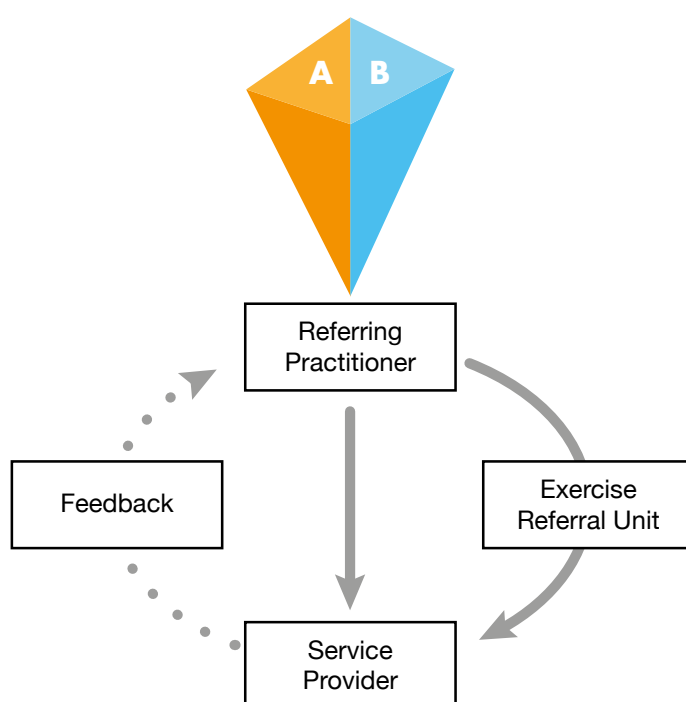 A B
Referring
Practitioner
Feedback
Exercise
Referral Unit
Service
Provider